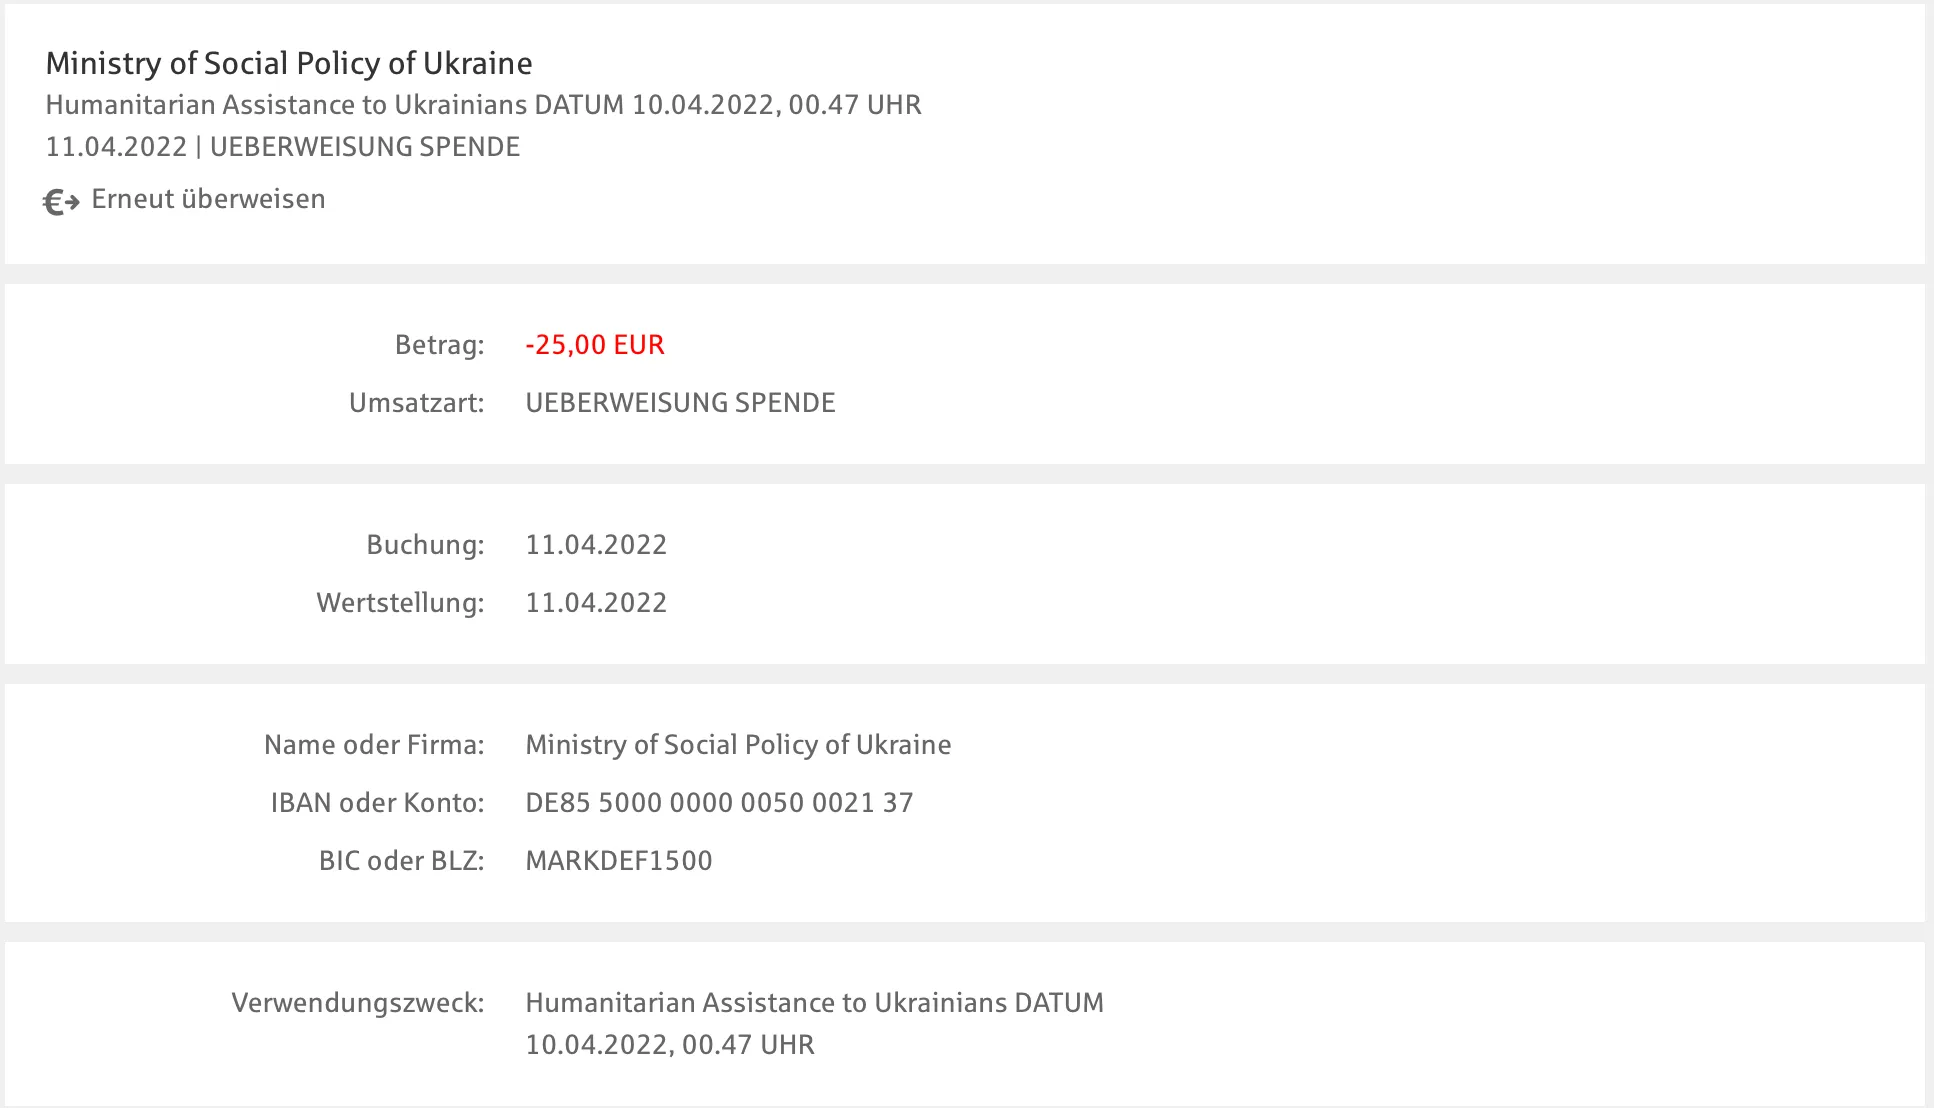 Ministry of Social Policy of Ukraine
Humanitarian Assistance to Ukrainians DATUM 10.04.2022, 00.47 UHR
11.04.2022 | UEBERWEISUNG SPENDE
Erneut überweisen
Betrag: -25,00 EUR
Umsatzart: UEBERWEISUNG SPENDE
Buchung: 11.04.2022
Wertstellung: 11.04.2022
Name oder Firma: Ministry of Social Policy of Ukraine
IBAN oder Konto: DE85 5000 0000 0050 0021 37
BIC oder BLZ: MARKDEF1500
Verwendungszweck: Humanitarian Assistance to Ukrainians DATUM
10.04.2022, 00.47 UHR